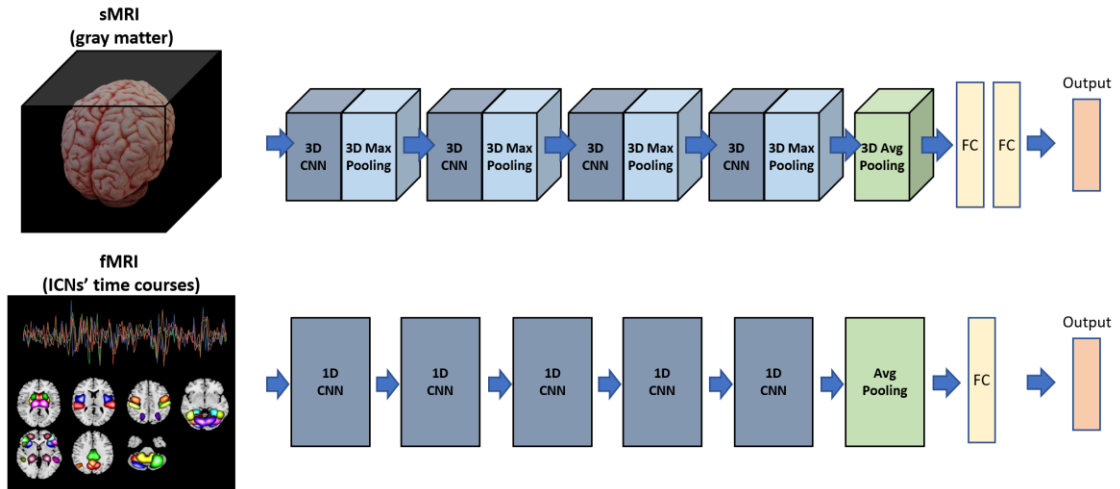 sMRI
(gray matter)
3D
CNN
3D Max
Pooling
3D
CNN
3D Max
Pooling
3D
CNN
3D Max
Pooling
3D
CNN
3D Max
Pooling
3D Avg
Pooling
FC
FC
Output
fMRI
(ICNs' time courses)
1D
CNN
1D
CNN
1D
CNN
1D
CNN
1D
CNN
Avg
Pooling
FC
Output